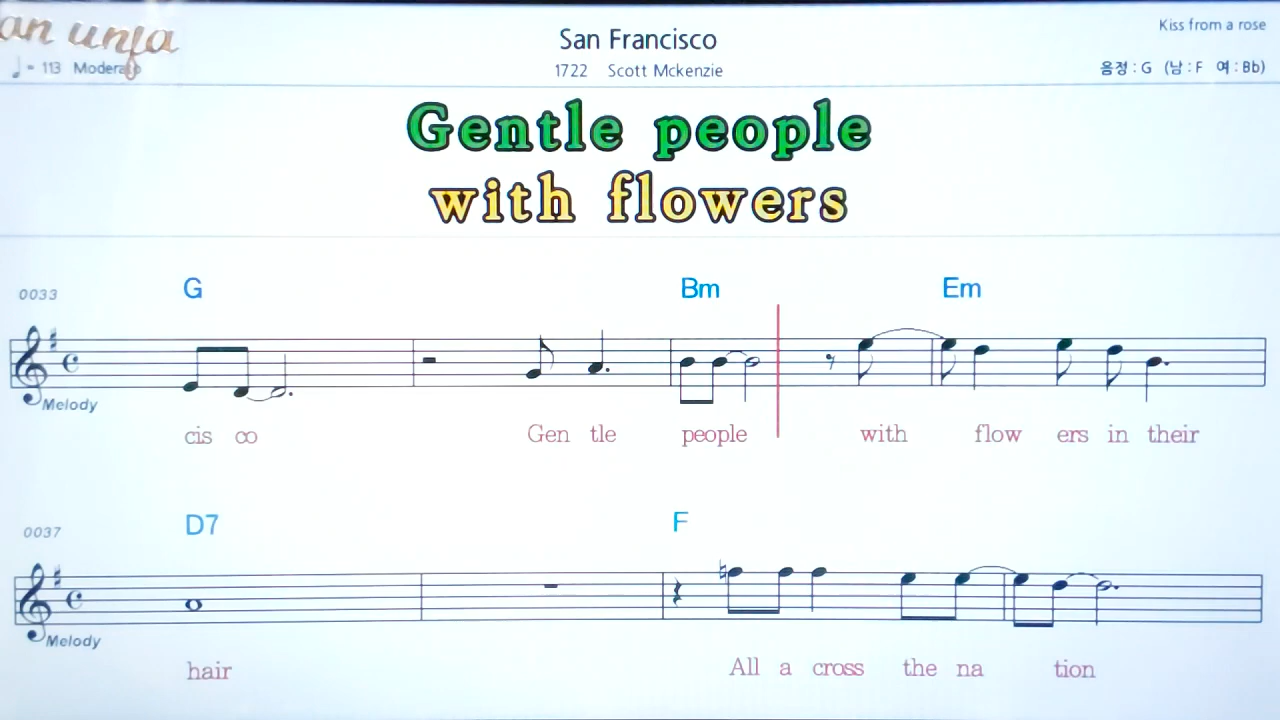 an unfa
San Francisco
Kiss from a rose
♩= 113 Moderato
1722 Scott Mckenzie
음정 : G (남 : F 여 : Bb)
Gentle people
with flowers
0033
G Bm Em
Melody
cis co Gen tle people with flow ers in their
0037
D7 F
Melody
hair All a cross the na tion